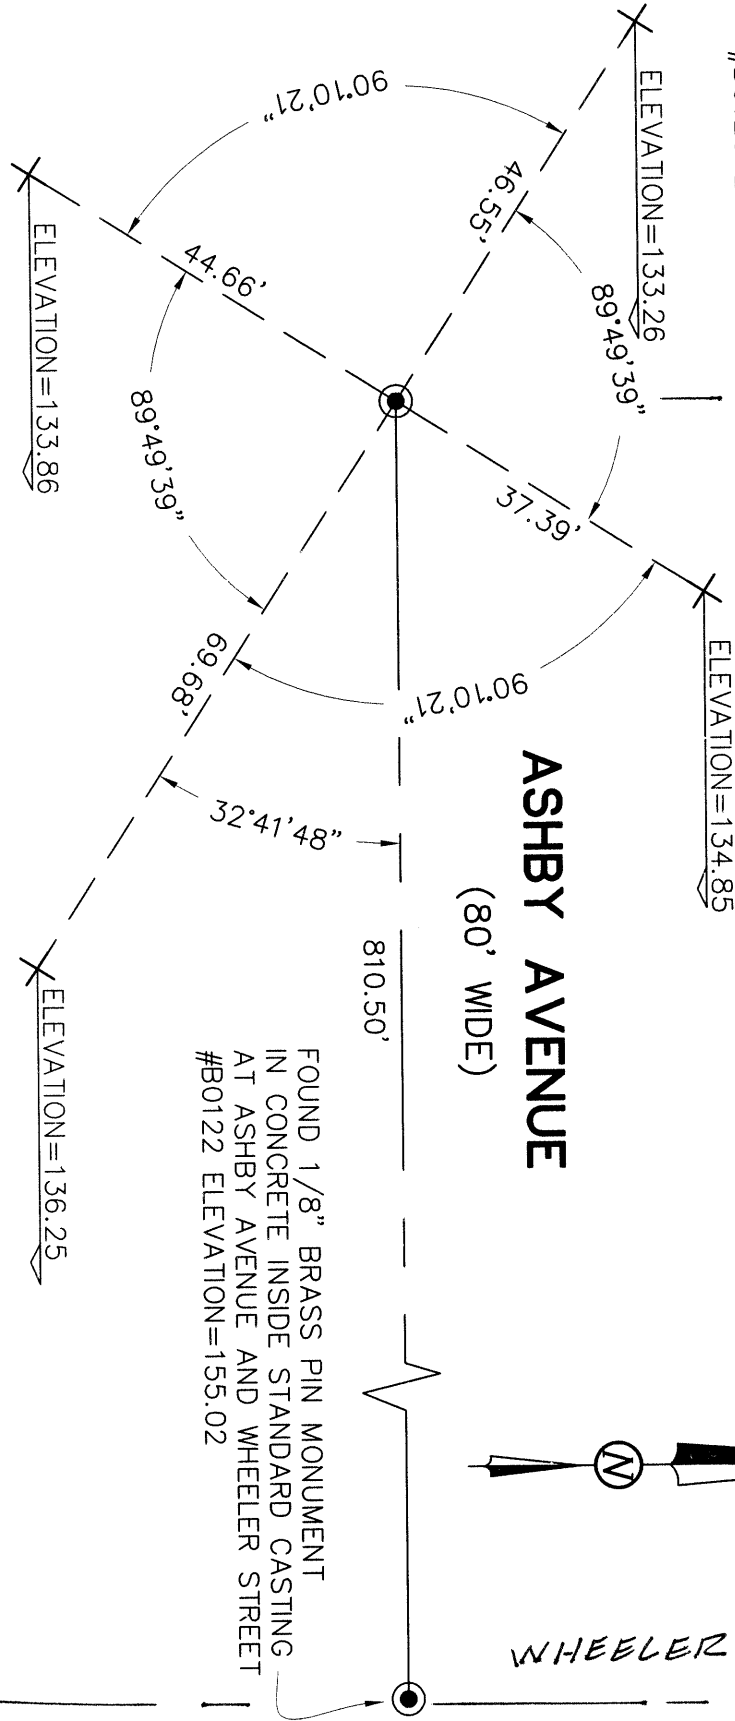 ELEVATION=133.26
ELEVATION=134.85
ELEVATION=133.86
ELEVATION=136.25
90°10'21"
46.55'
89°49'39"
44.66'
37.39'
89°49'39"
90°10'21"
69.68'
32°41'48"
ASHBY AVENUE
(80' WIDE)
810.50'
FOUND 1/8" BRASS PIN MONUMENT
IN CONCRETE INSIDE STANDARD CASTING
AT ASHBY AVENUE AND WHEELER STREET
#B0122 ELEVATION=155.02
N
WHEELER